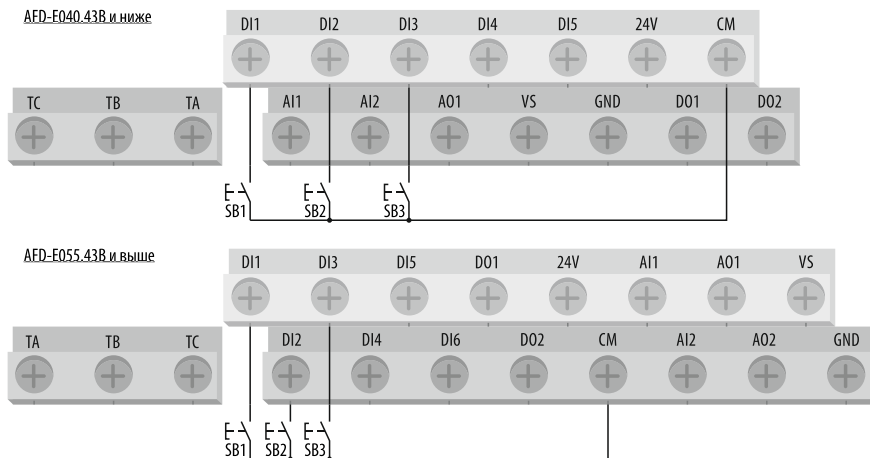 AFD-E040.43B и ниже
DI1 DI2 DI3 DI4 DI5 24V CM
TC TB TA AI1 AI2 AO1 VS GND DO1 DO2
SB1 SB2 SB3
AFD-E055.43B и выше
DI1 DI3 DI5 DO1 24V AI1 AO1 VS
TA TB TC DI2 DI4 DI6 DO2 CM AI2 AO2 GND
SB1 SB2 SB3